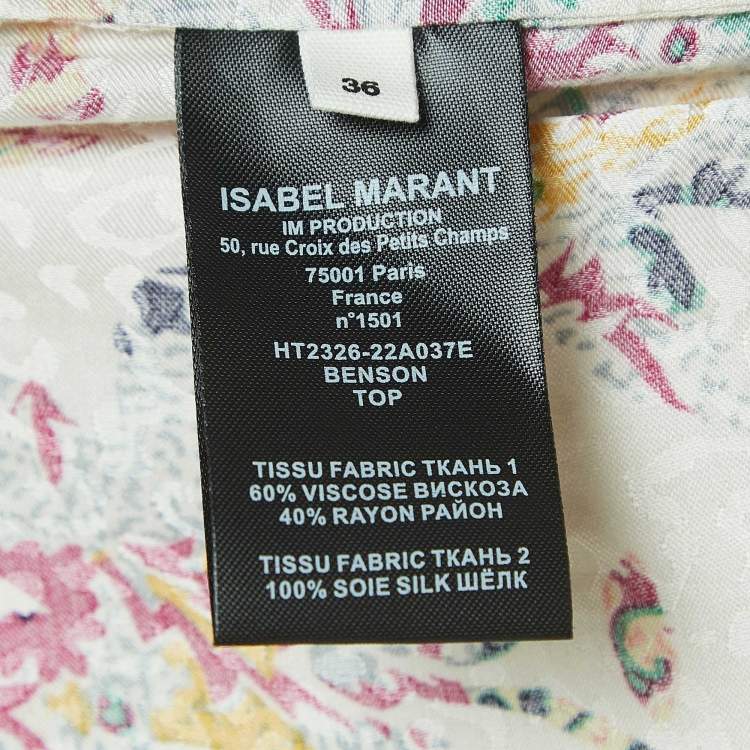 36
ISABEL MARANT
IM PRODUCTION
50, rue Croix des Petits Champs
75001 Paris
France
n°1501
HT2326-22A037E
BENSON
TOP
TISSU FABRIC ТКАНЬ 1
60% VISCOSE ВИСКОЗА
40% RAYON РАЙОН
TISSU FABRIC ТКАНЬ 2
100% SOIE SILK ШЁЛК